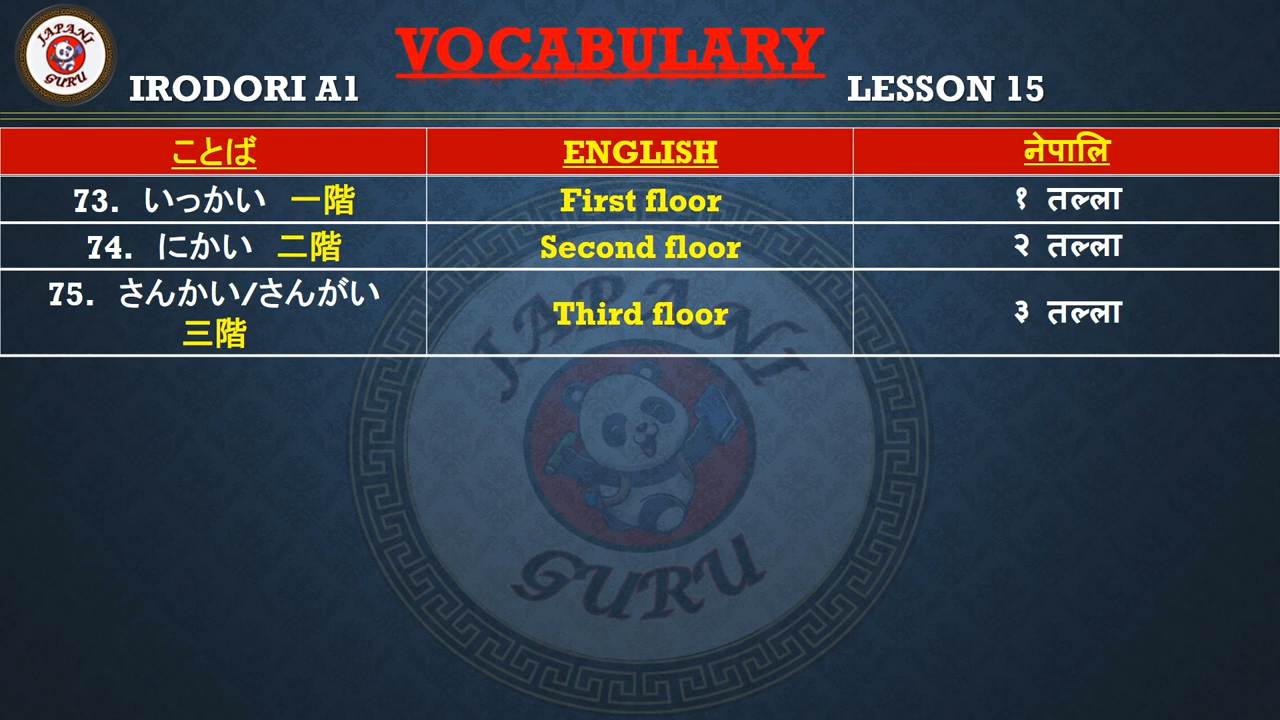 JAPANI
GURU
VOCABULARY
IRODORI A1
LESSON 15
ことば ENGLISH नेपालि
73. いっかい 一階 First floor १ तल्ला
74. にかい 二階 Second floor २ तल्ला
75. さんかい/さんがい
三階 Third floor ३ तल्ला
JAPANI
GURU